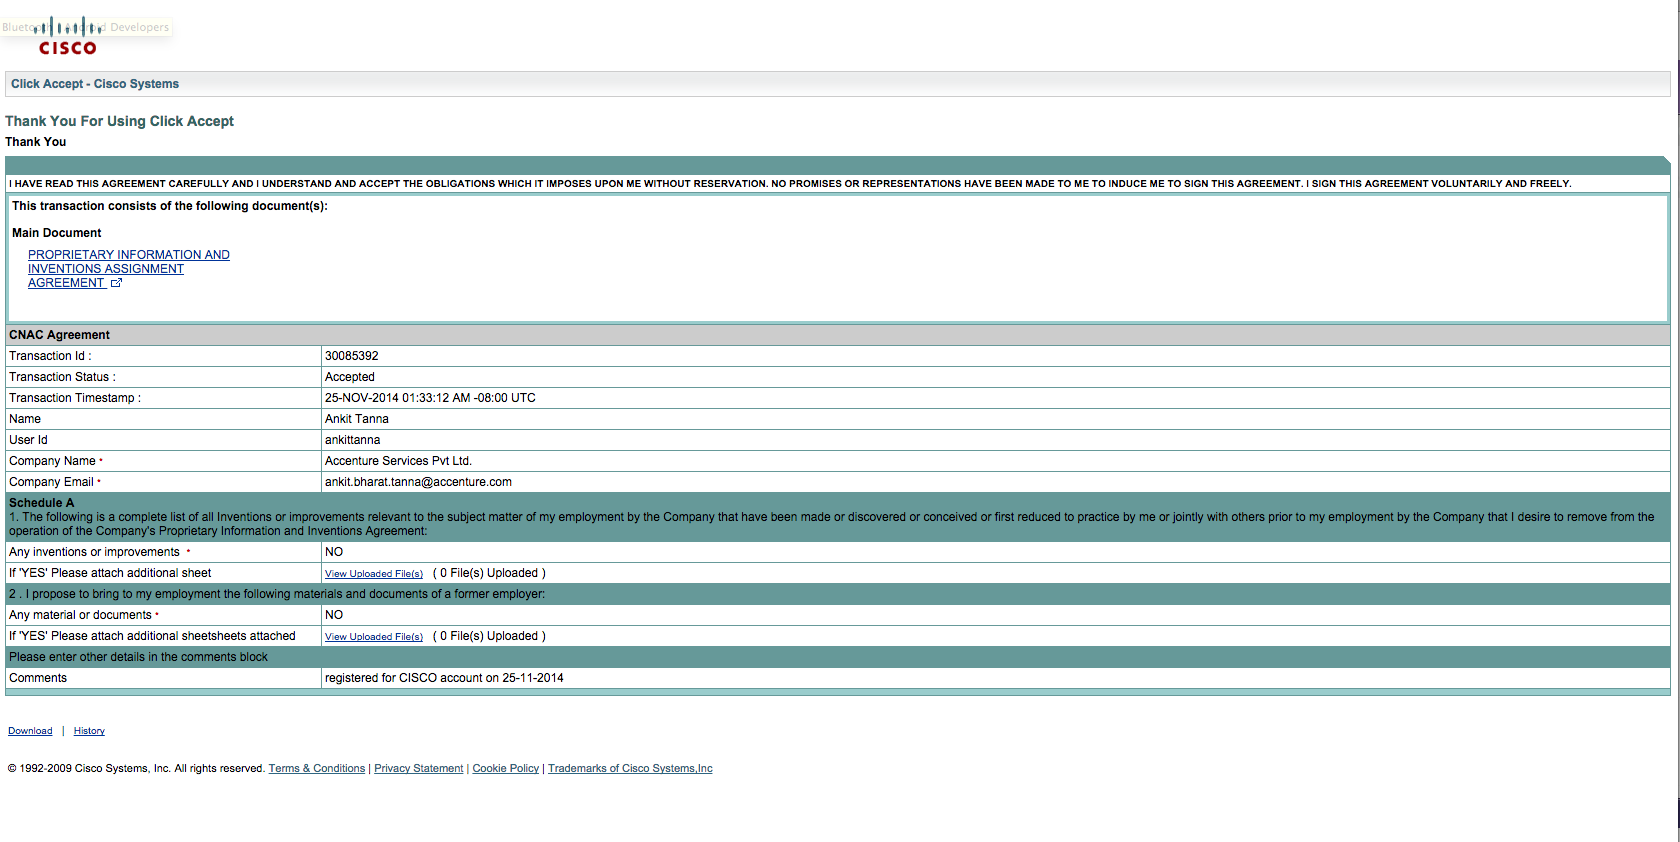 Bluetooth Android Developers
CISCO
Click Accept - Cisco Systems
Thank You For Using Click Accept
Thank You
I HAVE READ THIS AGREEMENT CAREFULLY AND I UNDERSTAND AND ACCEPT THE OBLIGATIONS WHICH IT IMPOSES UPON ME WITHOUT RESERVATION. NO PROMISES OR REPRESENTATIONS HAVE BEEN MADE TO ME TO INDUCE ME TO SIGN THIS AGREEMENT. I SIGN THIS AGREEMENT VOLUNTARILY AND FREELY.
This transaction consists of the following document(s):
Main Document
PROPRIETARY INFORMATION AND
INVENTIONS ASSIGNMENT
AGREEMENT
CNAC Agreement
Transaction Id : 30085392
Transaction Status : Accepted
Transaction Timestamp : 25-NOV-2014 01:33:12 AM -08:00 UTC
Name Ankit Tanna
User Id ankittanna
Company Name * Accenture Services Pvt Ltd.
Company Email * ankit.bharat.tanna@accenture.com
Schedule A
1. The following is a complete list of all Inventions or improvements relevant to the subject matter of my employment by the Company that have been made or discovered or conceived or first reduced to practice by me or jointly with others prior to my employment by the Company that I desire to remove from the
operation of the Company's Proprietary Information and Inventions Agreement:
Any inventions or improvements * NO
If 'YES' Please attach additional sheet View Uploaded File(s) ( 0 File(s) Uploaded )
2 . I propose to bring to my employment the following materials and documents of a former employer:
Any material or documents * NO
If 'YES' Please attach additional sheetsheets attached View Uploaded File(s) ( 0 File(s) Uploaded )
Please enter other details in the comments block
Comments registered for CISCO account on 25-11-2014
Download | History
© 1992-2009 Cisco Systems, Inc. All rights reserved. Terms & Conditions | Privacy Statement | Cookie Policy | Trademarks of Cisco Systems,Inc